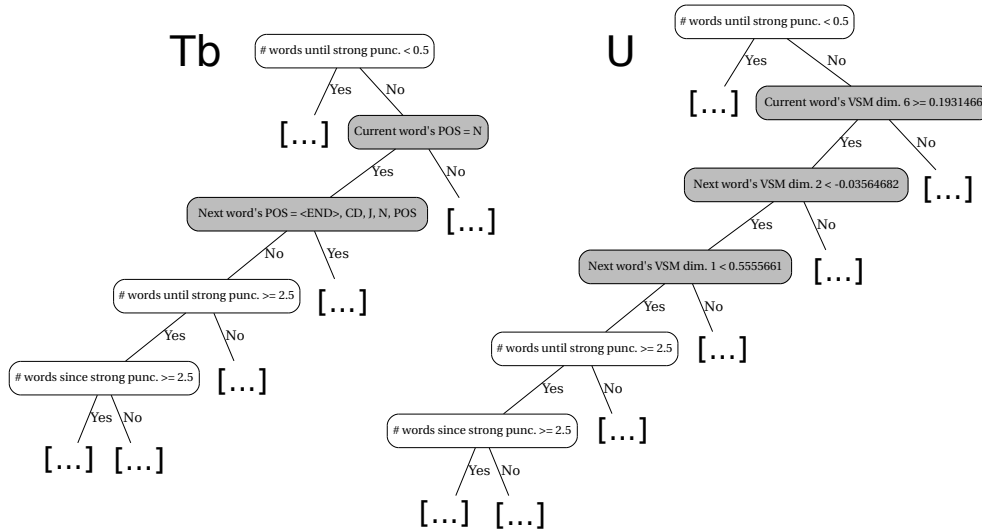 Tb
# words until strong punc. < 0.5
Yes
No
[...]
Current word's POS = N
Yes
No
Next word's POS = <END>, CD, J, N, POS
[...]
No
Yes
# words until strong punc. >= 2.5
[...]
Yes
No
# words since strong punc. >= 2.5
[...]
Yes
No
[...]
[...]
U
# words until strong punc. < 0.5
Yes
No
[...]
Current word's VSM dim. 6 >= 0.1931466
Yes
No
Next word's VSM dim. 2 < -0.03564682
[...]
Yes
No
Next word's VSM dim. 1 < 0.5555661
[...]
Yes
No
# words until strong punc. >= 2.5
[...]
Yes
No
# words since strong punc. >= 2.5
[...]
Yes
No
[...]
[...]